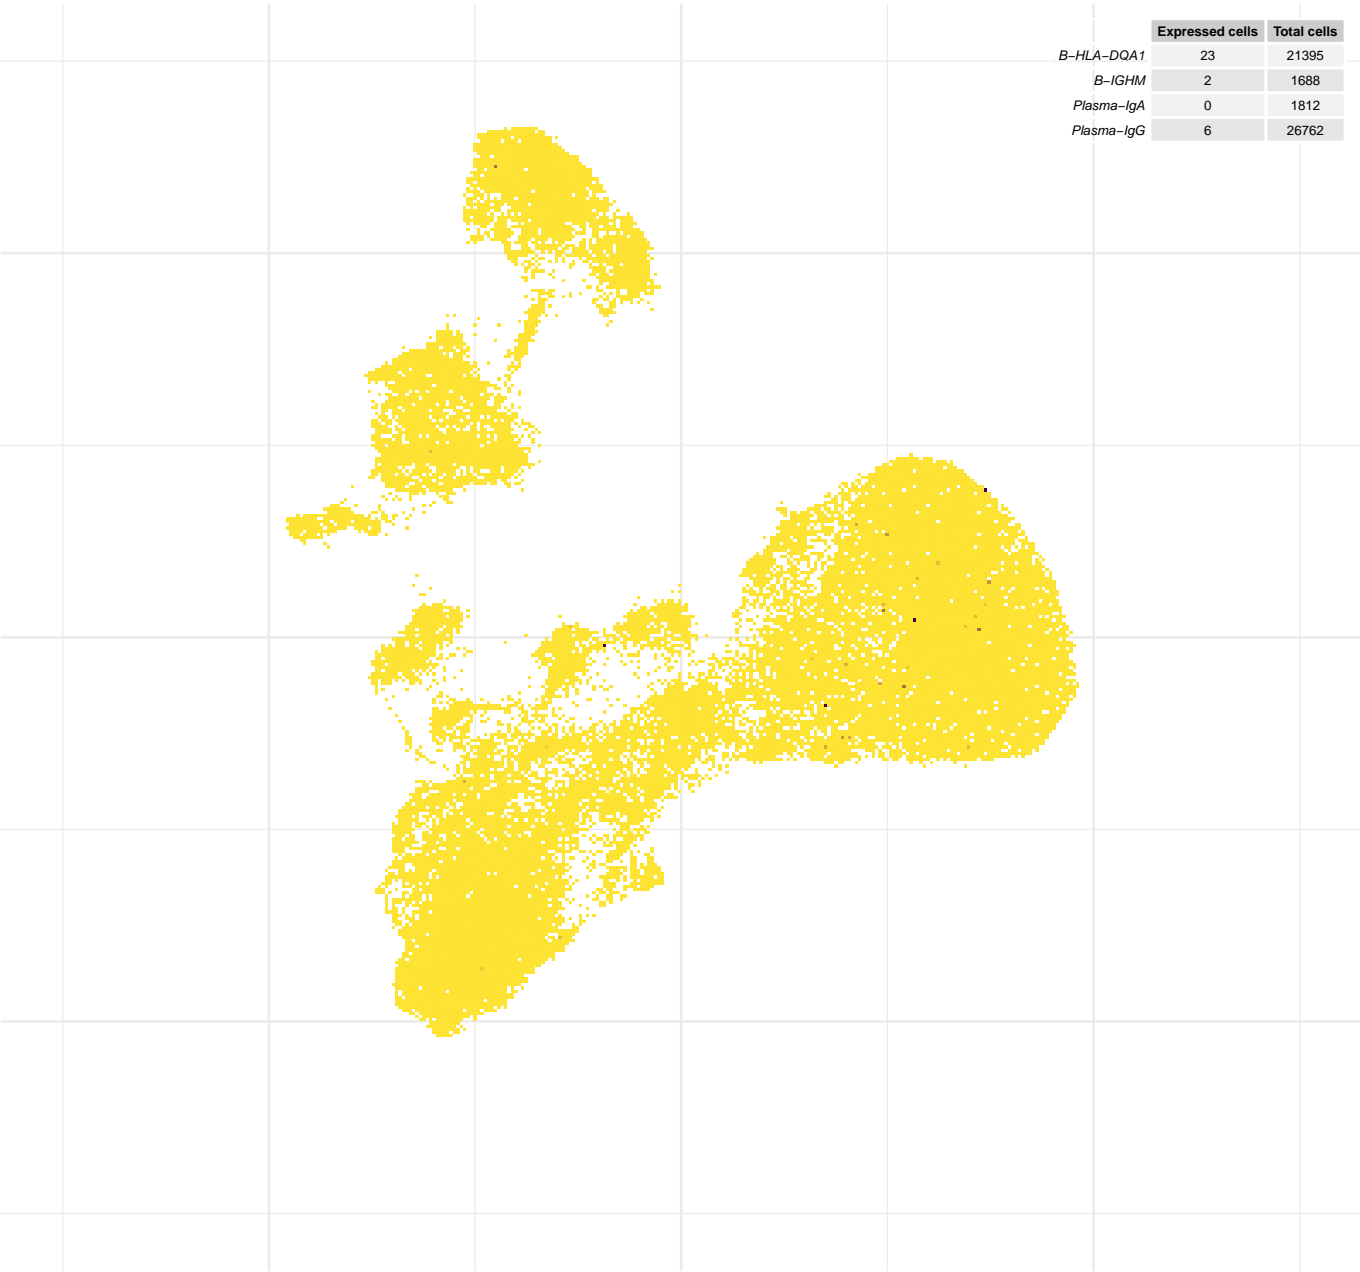 Expressed cells Total cells
B−HLA−DQA1 23 21395
B−IGHM 2 1688
Plasma−IgA 0 1812
Plasma−IgG 6 26762